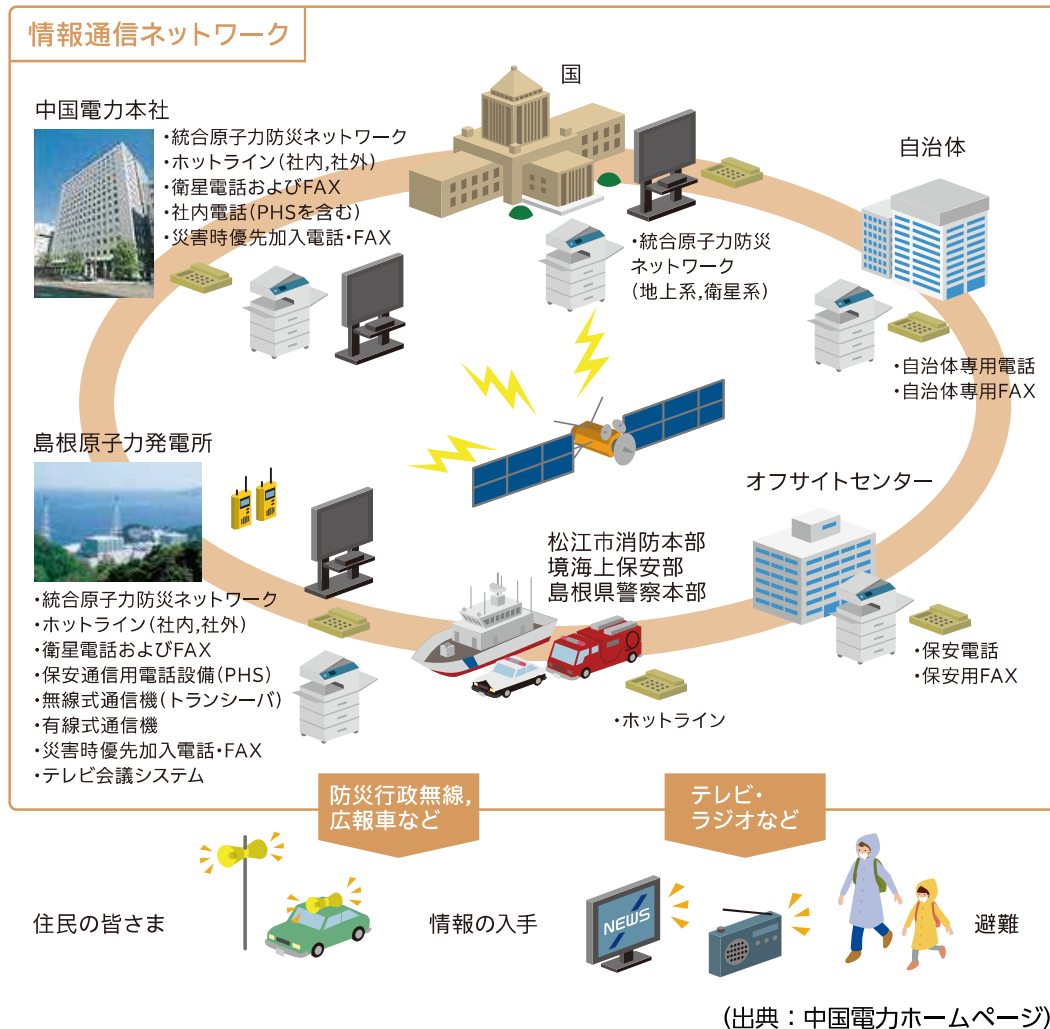 情報通信ネットワーク
国
中国電力本社
・統合原子力防災ネットワーク
・ホットライン(社内,社外)
・衛星電話およびFAX
・社内電話(PHSを含む)
・災害時優先加入電話・FAX
自治体
・統合原子力防災
ネットワーク
(地上系,衛星系)
・自治体専用電話
・自治体専用FAX
島根原子力発電所
・統合原子力防災ネットワーク
・ホットライン(社内,社外)
・衛星電話およびFAX
・保安通信用電話設備(PHS)
・無線式通信機(トランシーバ)
・有線式通信機
・災害時優先加入電話・FAX
・テレビ会議システム
松江市消防本部
境海上保安部
島根県警察本部
・ホットライン
オフサイトセンター
・保安電話
・保安用FAX
防災行政無線,
広報車など
テレビ・
ラジオなど
住民の皆さま
情報の入手
NEWS
避難
(出典:中国電力ホームページ)